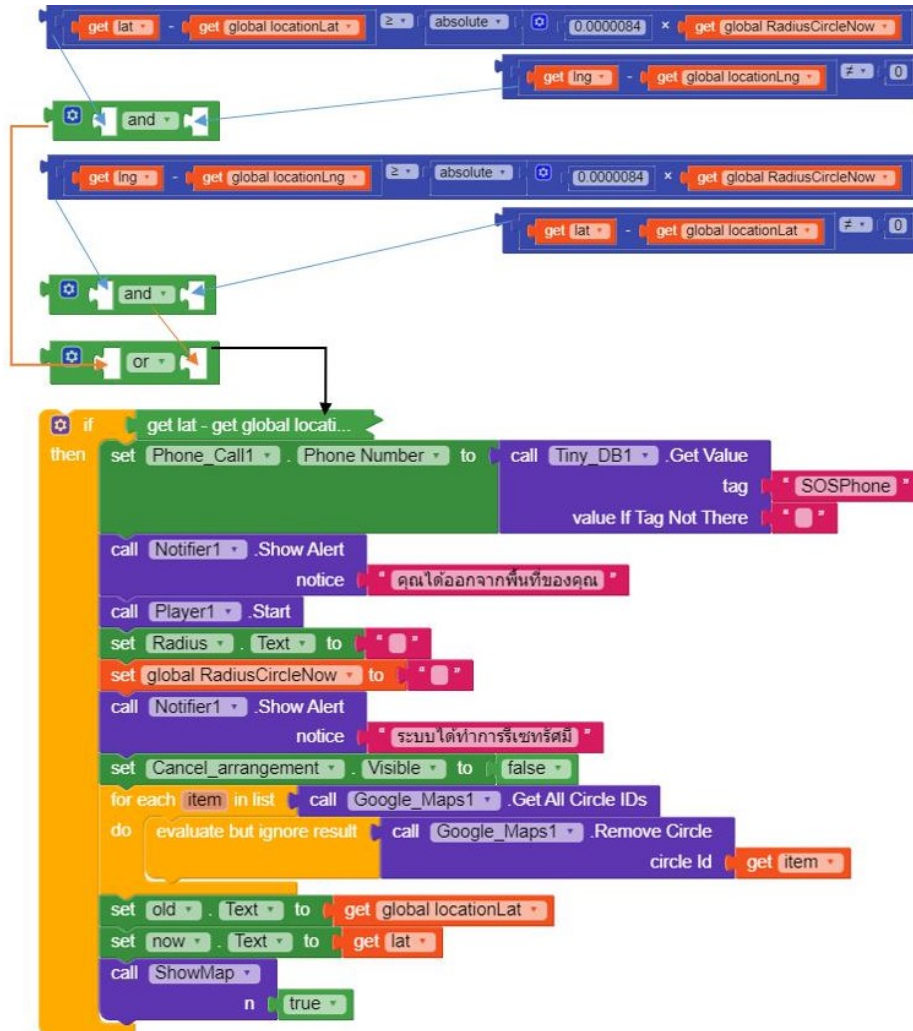 get lat - get global locationLat ≥ absolute 0.0000084 × get global RadiusCircleNow
get lng - get global locationLng ≠ 0
and
get lng - get global locationLng ≥ absolute 0.0000084 × get global RadiusCircleNow
get lat - get global locationLat ≠ 0
and
or
if get lat - get global locati...
then set Phone_Call1 . Phone Number to call Tiny_DB1 .Get Value
tag " SOSPhone "
value If Tag Not There " "
call Notifier1 .Show Alert
notice " คุณได้ออกจากพื้นที่ของคุณ "
call Player1 .Start
set Radius . Text to " "
set global RadiusCircleNow to " "
call Notifier1 .Show Alert
notice " ระบบได้ทำการรีเซทรัศมี "
set Cancel_arrangement . Visible to false
for each item in list call Google_Maps1 .Get All Circle IDs
do evaluate but ignore result call Google_Maps1 .Remove Circle
circle Id get item
set old . Text to get global locationLat
set now . Text to get lat
call ShowMap
n true